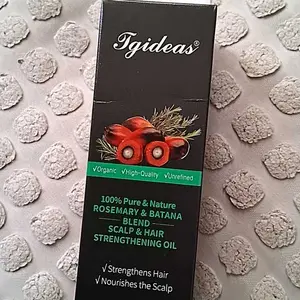 Tgideas®
√Organic √High-Quality √Unrefined
100% Pure & Nature
ROSEMARY & BATANA
BLEND
SCALP & HAIR
STRENGTHENING OIL
√Strengthens Hair
√Nourishes the Scalp